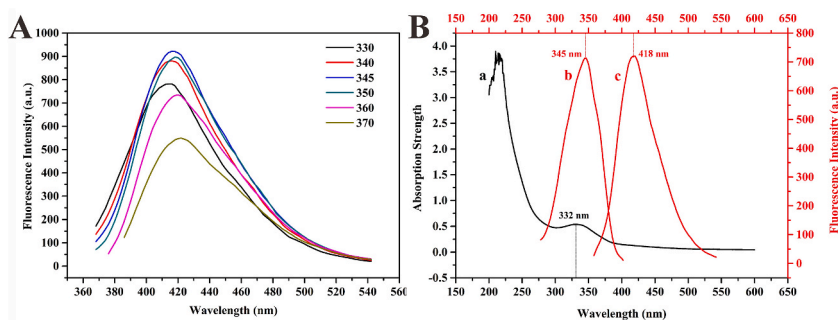 A
1000
900
800
700
600
500
400
300
200
100
0
Fluorescence Intensity (a.u.)
330
340
345
350
360
370
360 380 400 420 440 460 480 500 520 540 56
Wavelength (nm)
B
150 200 250 300 350 400 450 500 550 600 650
4.0
3.5
3.0
2.5
2.0
1.5
1.0
0.5
0.0
-0.5
Absorption Strength
345 nm
418 nm
a
b
c
332 nm
800
700
600
500
400
300
200
100
0
Fluorescence Intensity (a.u.)
150 200 250 300 350 400 450 500 550 600 650
Wavelength (nm)